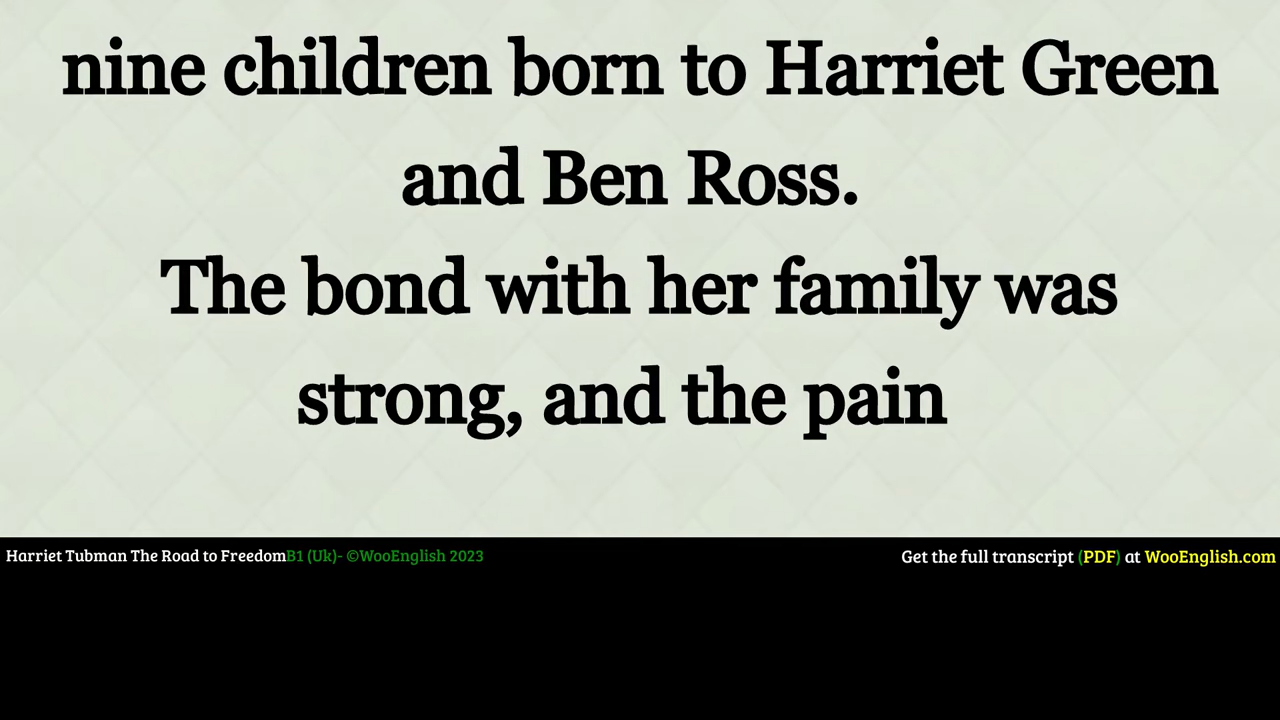 nine children born to Harriet Green
and Ben Ross.
The bond with her family was
strong, and the pain
Harriet Tubman The Road to FreedomB1 (Uk)- ©WooEnglish 2023
Get the full transcript (PDF) at WooEnglish.com